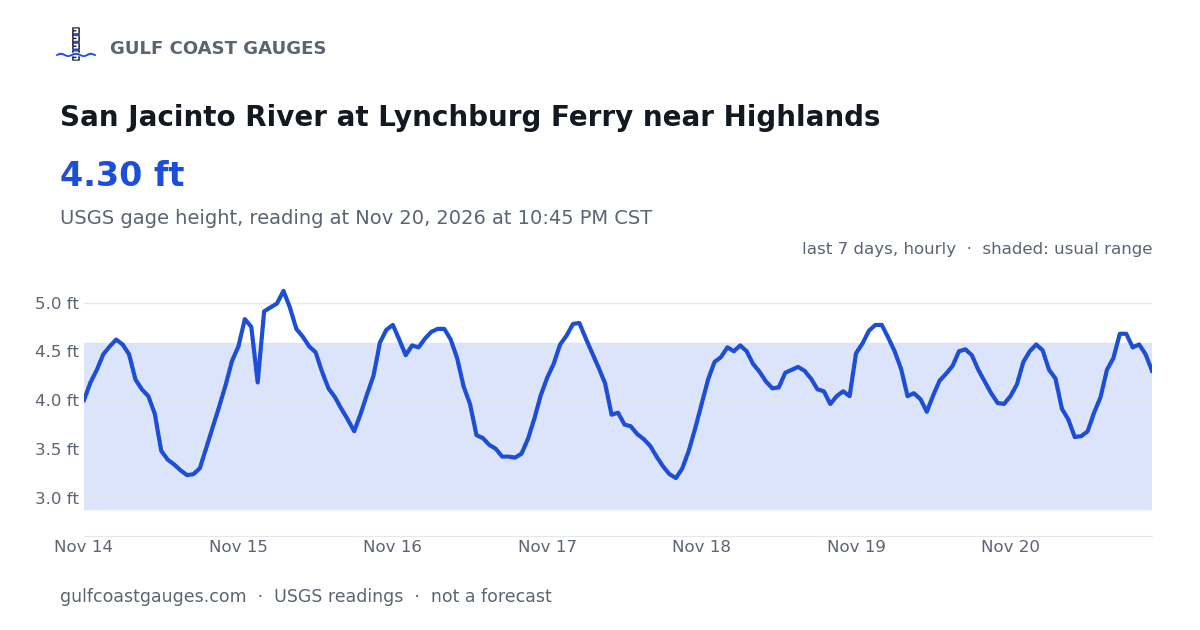 GULF COAST GAUGES
San Jacinto River at Lynchburg Ferry near Highlands
4.30 ft
USGS gage height, reading at Nov 20, 2026 at 10:45 PM CST
last 7 days, hourly · shaded: usual range
5.0 ft
4.5 ft
4.0 ft
3.5 ft
3.0 ft
Nov 14 Nov 15 Nov 16 Nov 17 Nov 18 Nov 19 Nov 20
gulfcoastgauges.com · USGS readings · not a forecast